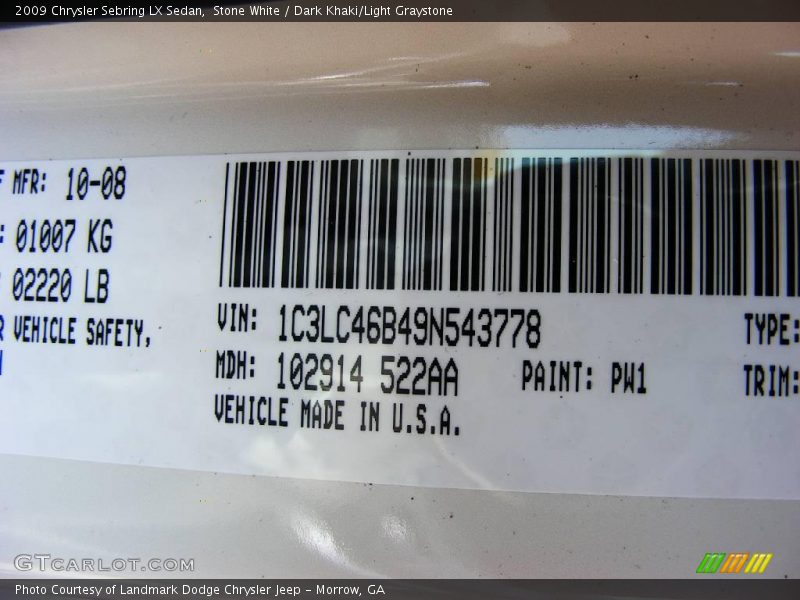 2009 Chrysler Sebring LX Sedan, Stone White / Dark Khaki/Light Graystone
MFR: 10-08
01007 KG
02220 LB
VEHICLE SAFETY,
VIN: 1C3LC46B49N543778
TYPE:
MDH: 102914 522AA
PAINT: PW1
TRIM:
VEHICLE MADE IN U.S.A.
GTCARLOT.COM
Photo Courtesy of Landmark Dodge Chrysler Jeep – Morrow, GA